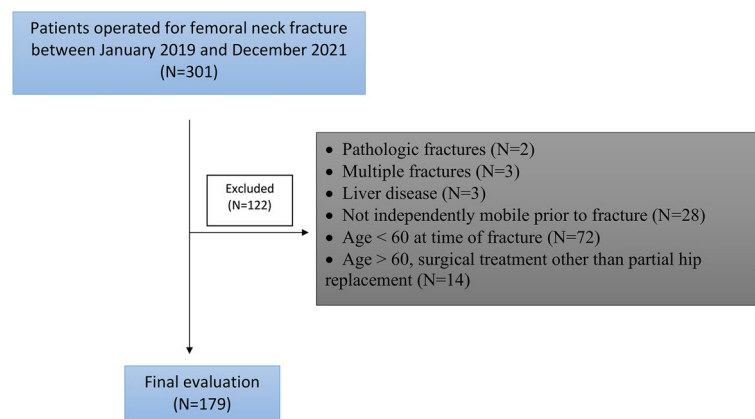 Patients operated for femoral neck fracture
between January 2019 and December 2021
(N=301)
Excluded
(N=122)
• Pathologic fractures (N=2)
• Multiple fractures (N=3)
• Liver disease (N=3)
• Not independently mobile prior to fracture (N=28)
• Age < 60 at time of fracture (N=72)
• Age > 60, surgical treatment other than partial hip
replacement (N=14)
Final evaluation
(N=179)